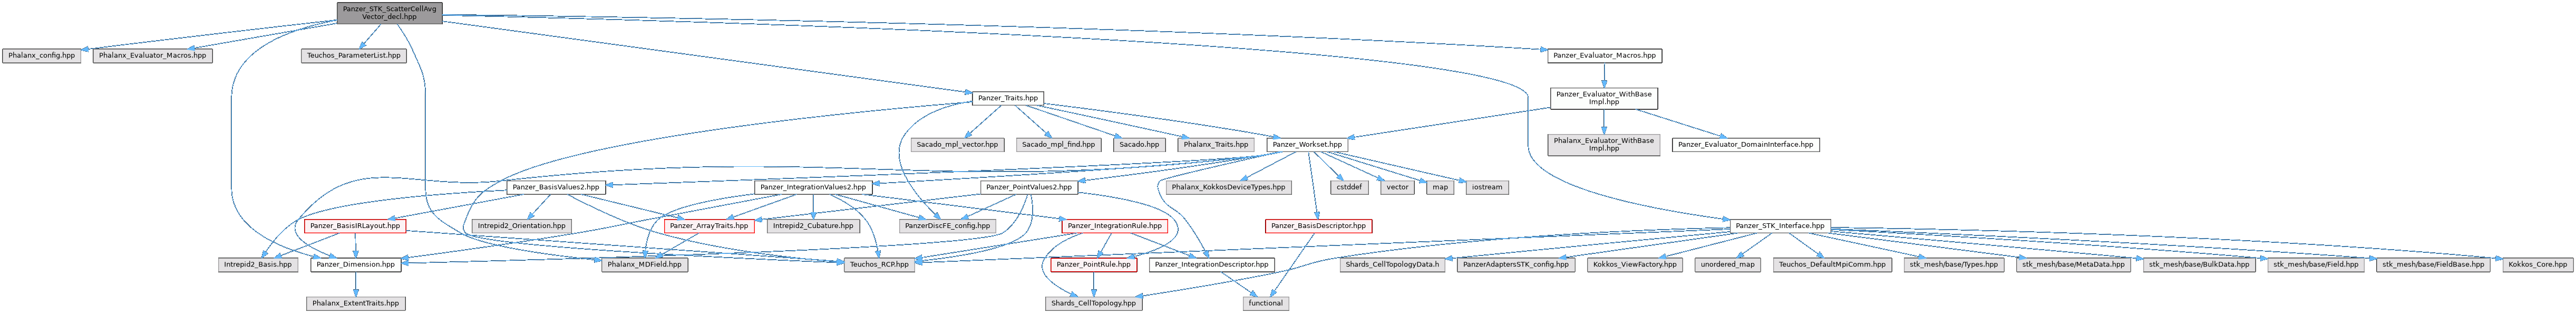 Panzer_STK_ScatterCellAvg
Vector_decl.hpp
Phalanx_config.hpp
Phalanx_Evaluator_Macros.hpp
Teuchos_ParameterList.hpp
Panzer_Evaluator_Macros.hpp
Panzer_Traits.hpp
Panzer_Evaluator_WithBase
Impl.hpp
Sacado_mpl_vector.hpp
Sacado_mpl_find.hpp
Sacado.hpp
Phalanx_Traits.hpp
Panzer_Workset.hpp
Phalanx_Evaluator_WithBase
Impl.hpp
Panzer_Evaluator_DomainInterface.hpp
Panzer_BasisValues2.hpp
Panzer_IntegrationValues2.hpp
Panzer_PointValues2.hpp
Phalanx_KokkosDeviceTypes.hpp
cstddef
vector
map
iostream
Panzer_BasisIRLayout.hpp
Intrepid2_Orientation.hpp
Panzer_ArrayTraits.hpp
Intrepid2_Cubature.hpp
PanzerDiscFE_config.hpp
Panzer_IntegrationRule.hpp
Panzer_BasisDescriptor.hpp
Panzer_STK_Interface.hpp
Intrepid2_Basis.hpp
Panzer_Dimension.hpp
Phalanx_MDField.hpp
Teuchos_RCP.hpp
Panzer_PointRule.hpp
Panzer_IntegrationDescriptor.hpp
Shards_CellTopologyData.h
PanzerAdaptersSTK_config.hpp
Kokkos_ViewFactory.hpp
unordered_map
Teuchos_DefaultMpiComm.hpp
stk_mesh/base/Types.hpp
stk_mesh/base/MetaData.hpp
stk_mesh/base/BulkData.hpp
stk_mesh/base/Field.hpp
stk_mesh/base/FieldBase.hpp
Kokkos_Core.hpp
Phalanx_ExtentTraits.hpp
Shards_CellTopology.hpp
functional